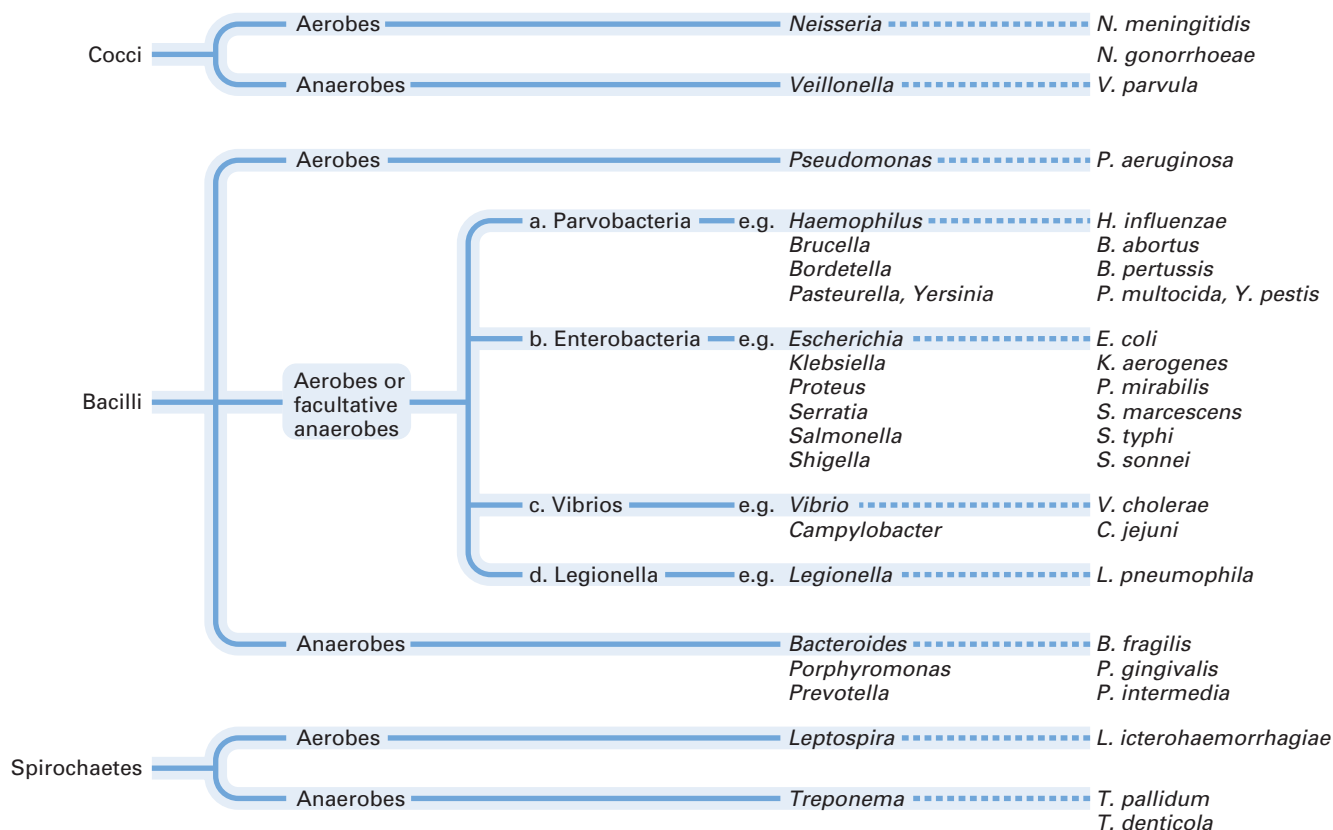 Cocci
Aerobes Neisseria N. meningitidis
N. gonorrhoeae
Anaerobes Veillonella V. parvula
Bacilli
Aerobes Pseudomonas P. aeruginosa
Aerobes or
facultative
anaerobes
a. Parvobacteria e.g. Haemophilus H. influenzae
Brucella B. abortus
Bordetella B. pertussis
Pasteurella, Yersinia P. multocida, Y. pestis
b. Enterobacteria e.g. Escherichia E. coli
Klebsiella K. aerogenes
Proteus P. mirabilis
Serratia S. marcescens
Salmonella S. typhi
Shigella S. sonnei
c. Vibrios e.g. Vibrio V. cholerae
Campylobacter C. jejuni
d. Legionella e.g. Legionella L. pneumophila
Anaerobes Bacteroides B. fragilis
Porphyromonas P. gingivalis
Prevotella P. intermedia
Spirochaetes
Aerobes Leptospira L. icterohaemorrhagiae
Anaerobes Treponema T. pallidum
T. denticola